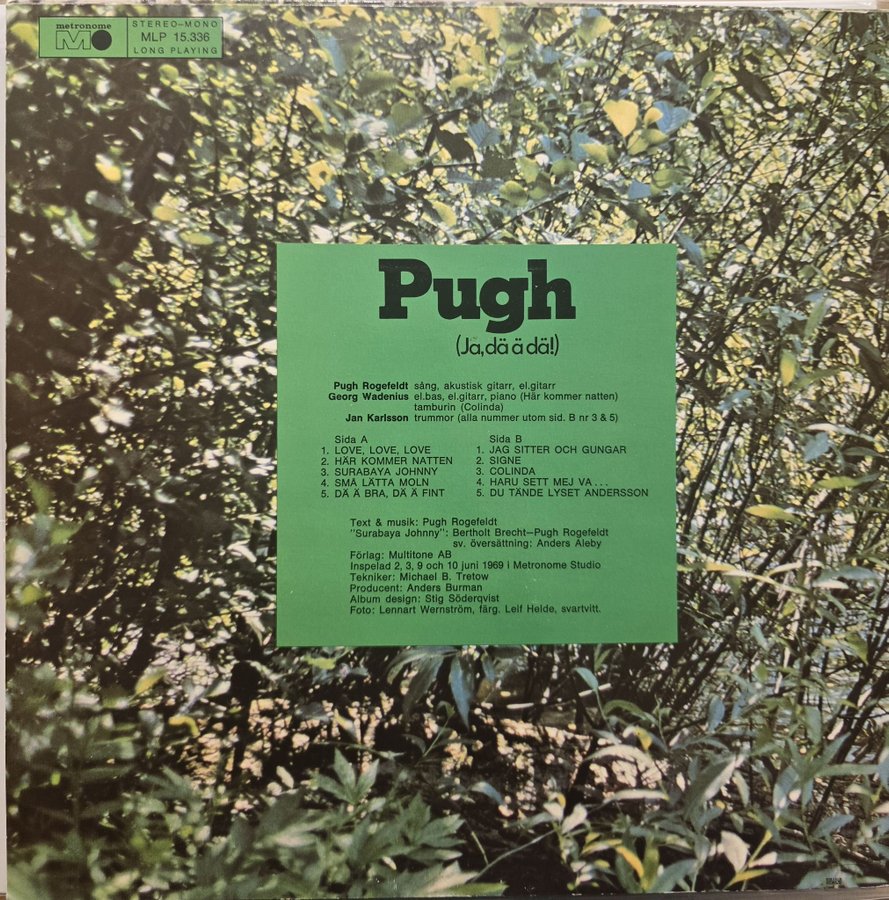 metronome
STEREO–MONO
MLP 15.336
LONG PLAYING
Pugh
(Ja, dä ä dä!)
Pugh Rogefeldt sång, akustisk gitarr, el.gitarr
Georg Wadenius el.bas, el.gitarr, piano (Här kommer natten)
tamburin (Colinda)
Jan Karlsson trummor (alla nummer utom sid. B nr 3 & 5)
Sida A
1. LOVE, LOVE, LOVE
2. HÄR KOMMER NATTEN
3. SURABAYA JOHNNY
4. SMÅ LÄTTA MOLN
5. DÄ Ä BRA, DÄ Ä FINT
Sida B
1. JAG SITTER OCH GUNGAR
2. SIGNE
3. COLINDA
4. HARU SETT MEJ VA...
5. DU TÄNDE LYSET ANDERSSON
Text & musik: Pugh Rogefeldt
"Surabaya Johnny": Bertholt Brecht–Pugh Rogefeldt
sv. översättning: Anders Aleby
Förlag: Multitone AB
Inspelad 2, 3, 9 och 10 juni 1969 i Metronome Studio
Tekniker: Michael B. Tretow
Producent: Anders Burman
Album design: Stig Söderqvist
Foto: Lennart Wernström, färg. Leif Helde, svartvitt.